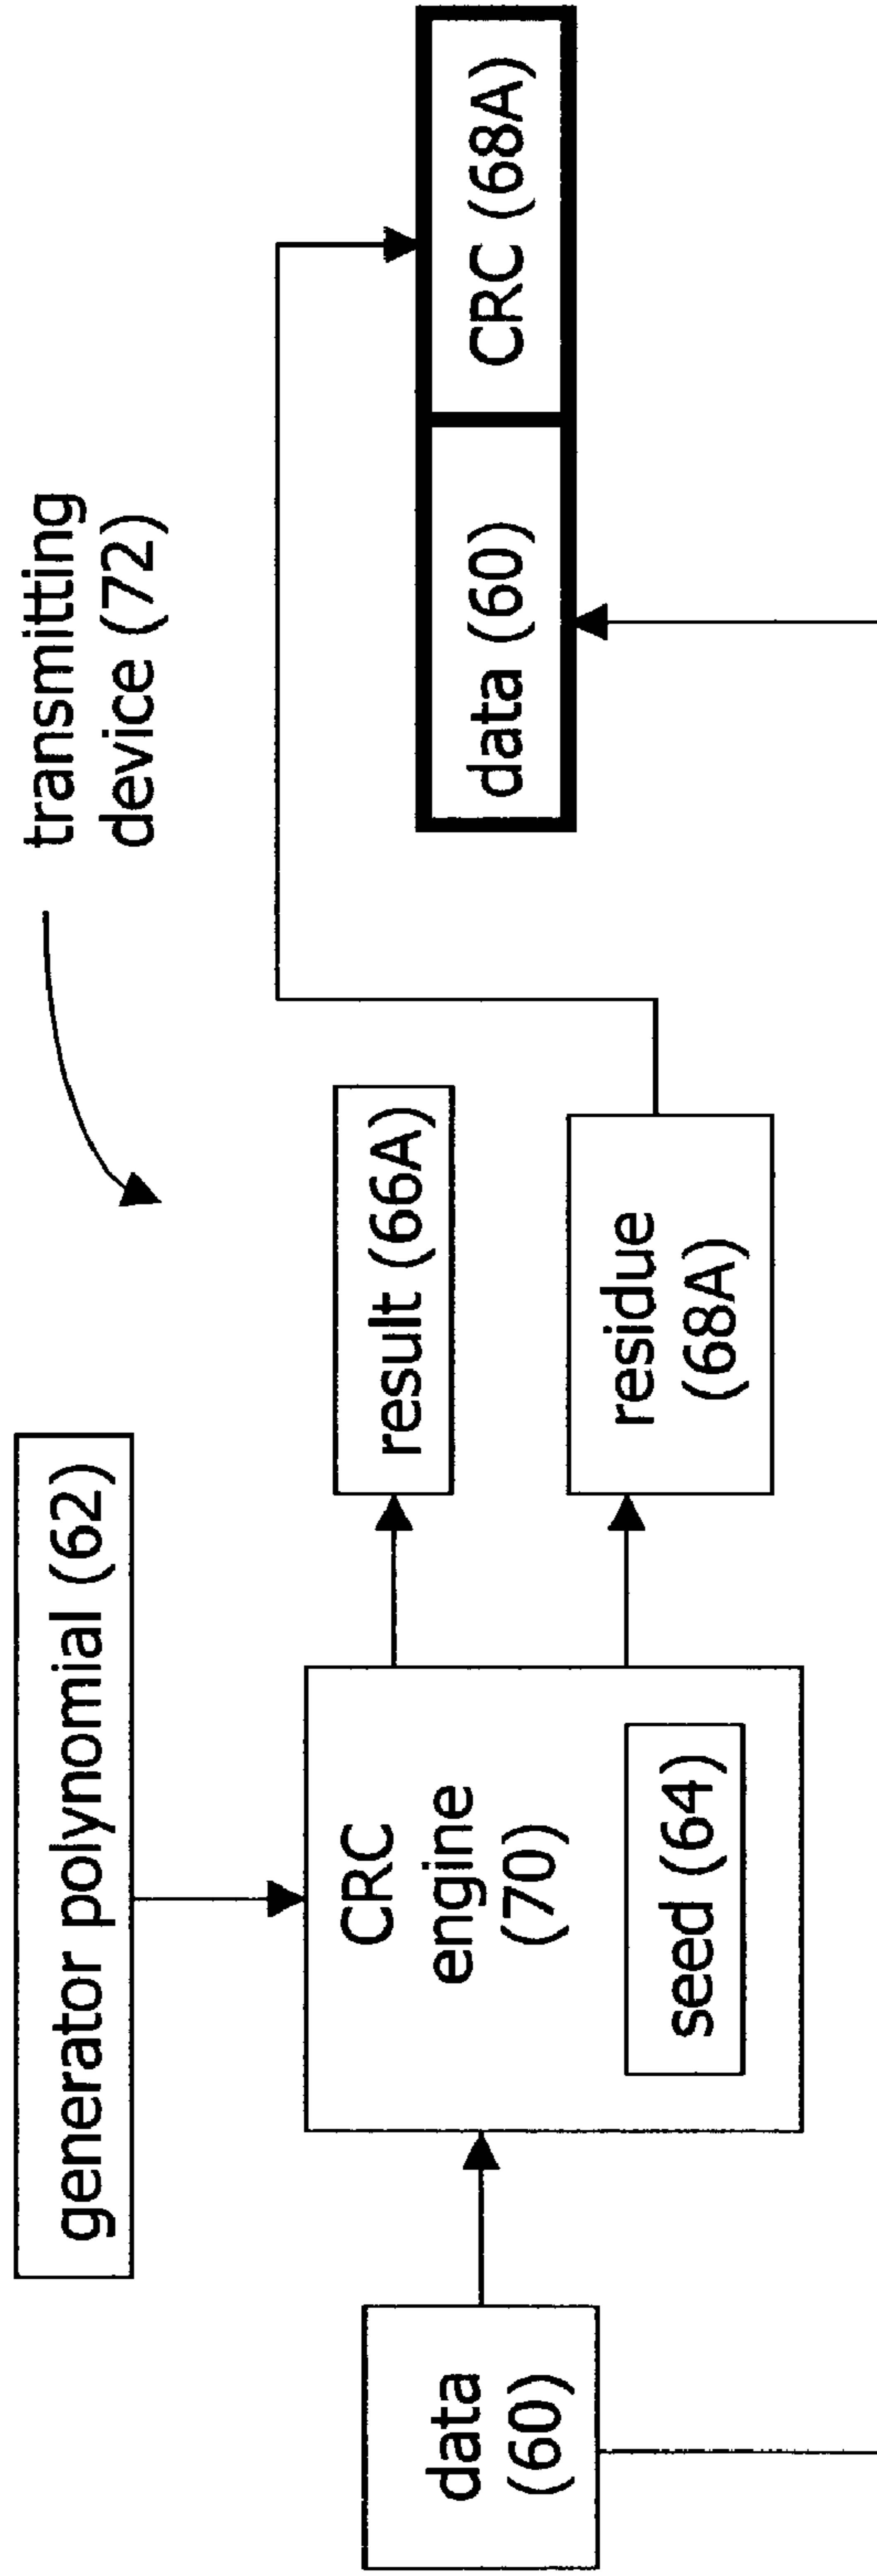 generator polynomial (62)
transmitting
device (72)
data
(60)
CRC
engine
(70)
seed (64)
result (66A)
residue
(68A)
data (60)
CRC (68A)